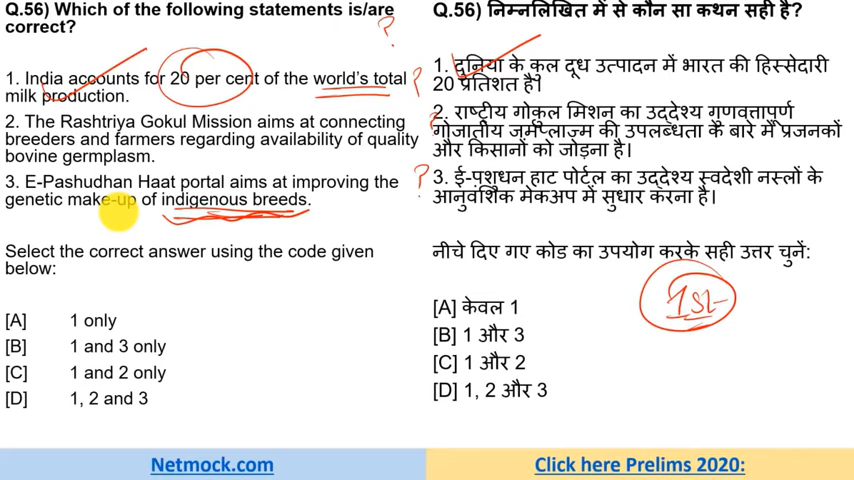 Q.56) Which of the following statements is/are
correct?
1. India accounts for 20 per cent of the world's total
milk production.
2. The Rashtriya Gokul Mission aims at connecting
breeders and farmers regarding availability of quality
bovine germplasm.
3. E-Pashudhan Haat portal aims at improving the
genetic make-up of indigenous breeds.
Select the correct answer using the code given
below:
[A] 1 only
[B] 1 and 3 only
[C] 1 and 2 only
[D] 1, 2 and 3
Q.56) निम्नलिखित में से कौन सा कथन सही है?
1. दुनिया के कुल दूध उत्पादन में भारत की हिस्सेदारी
20 प्रतिशत है।
2. राष्ट्रीय गोकुल मिशन का उद्देश्य गुणवत्तापूर्ण
गोजातीय जर्मप्लाज्म की उपलब्धता के बारे में प्रजनकों
और किसानों को जोड़ना है।
3. ई-पशुधन हाट पोर्टल का उद्देश्य स्वदेशी नस्लों के
आनुवंशिक मेकअप में सुधार करना है।
नीचे दिए गए कोड का उपयोग करके सही उत्तर चुनें:
1st
[A] केवल 1
[B] 1 और 3
[C] 1 और 2
[D] 1, 2 और 3
? ? ? ?
Netmock.com
Click here Prelims 2020: